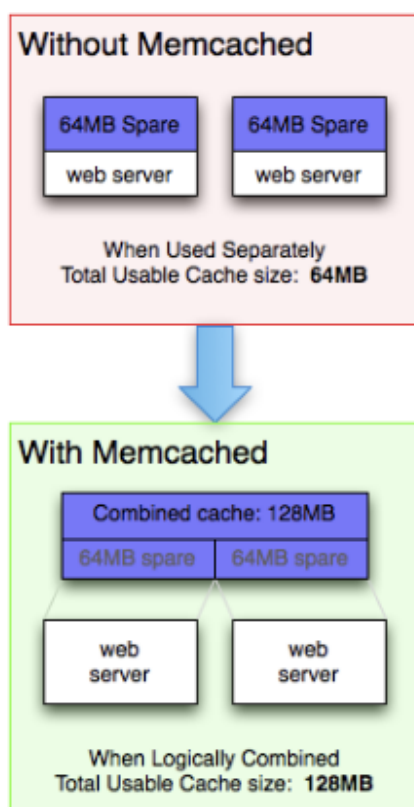 Without Memcached
64MB Spare
web server
64MB Spare
web server
When Used Separately
Total Usable Cache size: 64MB
With Memcached
Combined cache: 128MB
64MB spare
64MB spare
web
server
web
server
When Logically Combined
Total Usable Cache size: 128MB